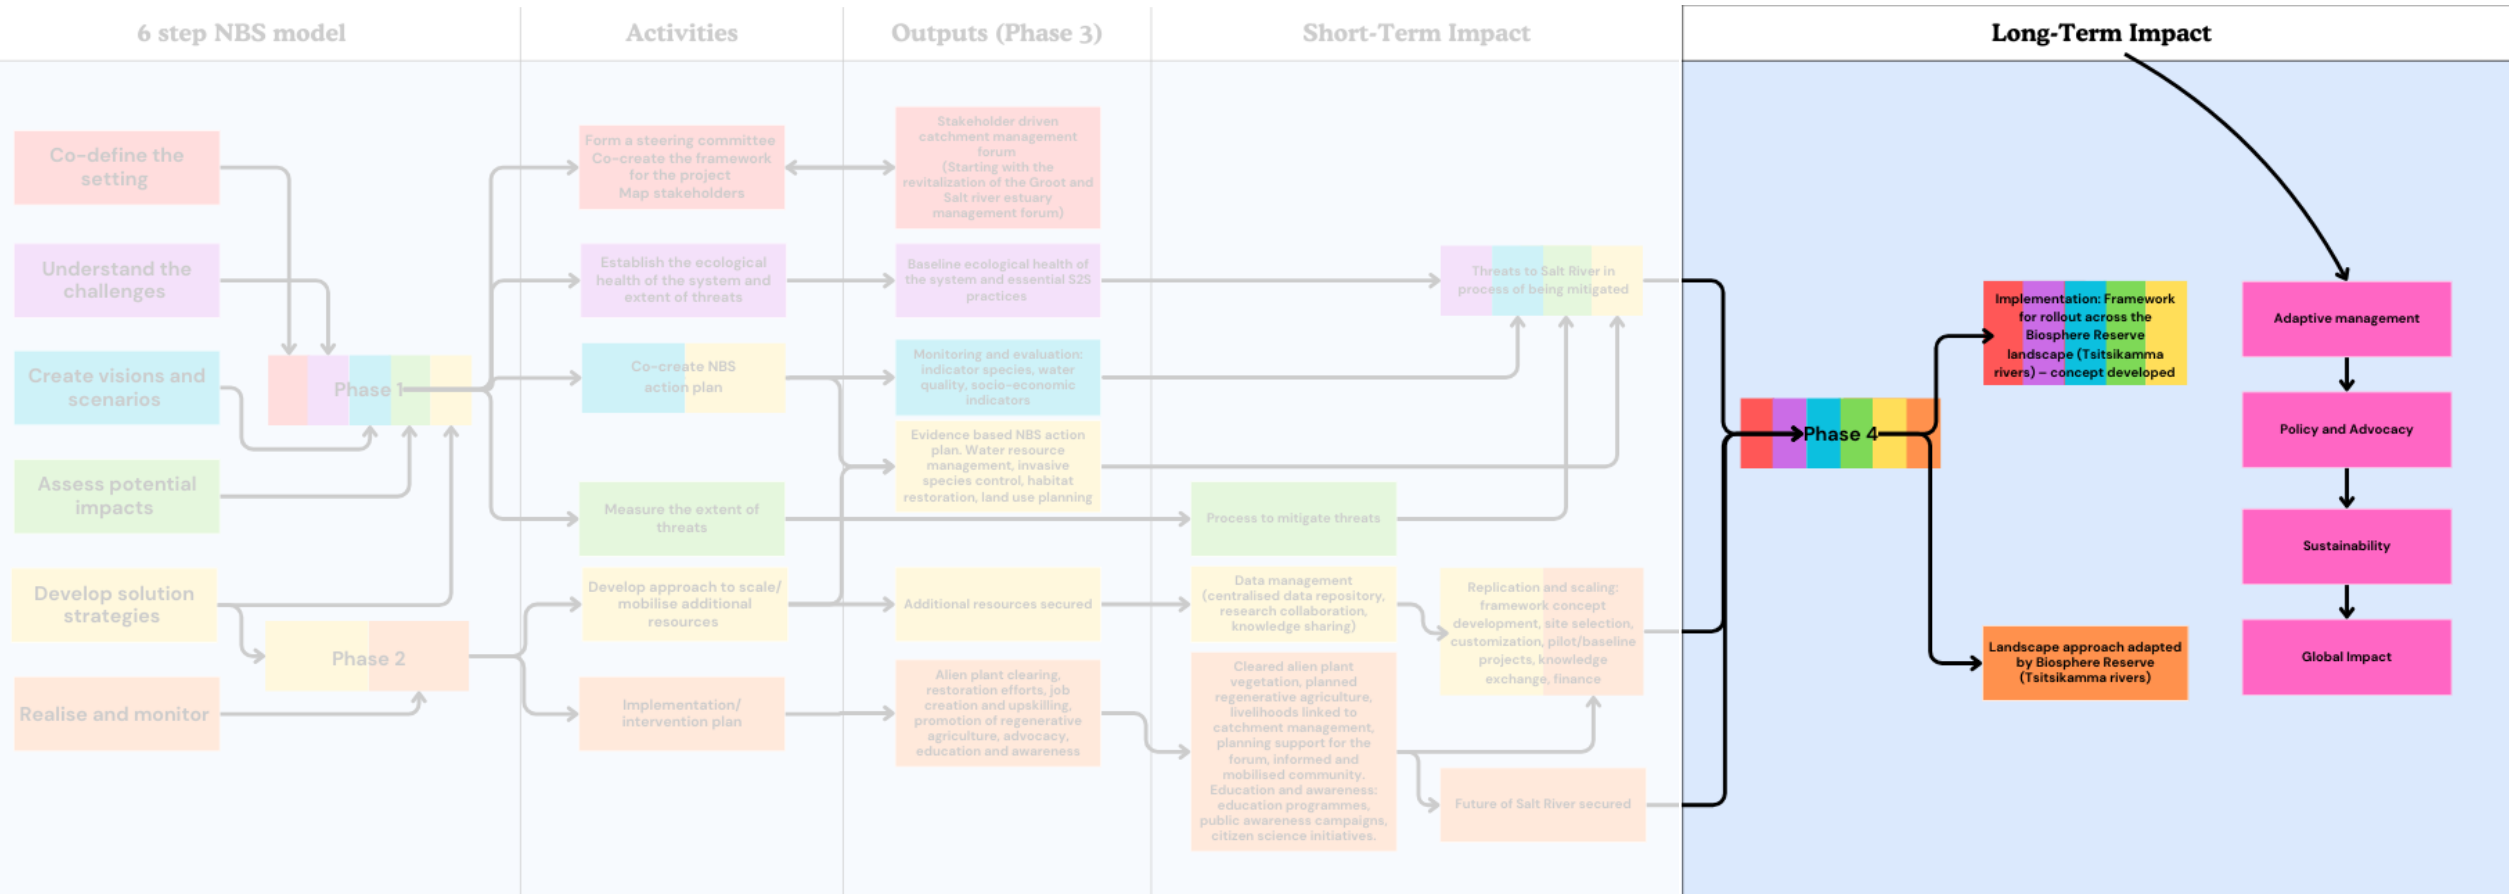 6 step NBS model
Activities
Outputs (Phase 3)
Short-Term Impact
Long-Term Impact
Co-define the
setting
Understand the
challenges
Create visions and
scenarios
Assess potential
impacts
Develop solution
strategies
Realise and monitor
Phase 1
Phase 2
Form a steering committee
Co-create the framework
for the project
Map stakeholders
Establish the ecological
health of the system and
extent of threats
Co-create NBS
action plan
Measure the extent of
threats
Develop approach to scale/
mobilise additional
resources
Implementation/
intervention plan
Stakeholder driven
catchment management
forum
(Starting with the
revitalization of the Groot and
Salt river estuary
management forum)
Baseline ecological health of
the system and essential S2S
practices
Monitoring and evaluation:
indicator species, water
quality, socio-economic
indicators
Evidence based NBS action
plan. Water resource
management, invasive
species control, habitat
restoration, land use planning
Additional resources secured
Alien plant clearing,
restoration efforts, job
creation and upskilling,
promotion of regenerative
agriculture, advocacy,
education and awareness
Process to mitigate threats
Data management
(centralised data repository,
research collaboration,
knowledge sharing)
Cleared alien plant
vegetation, planned
regenerative agriculture,
livelihoods linked to
catchment management,
planning support for the
forum, informed and
mobilised community.
Education and awareness:
education programmes,
public awareness campaigns,
citizen science initiatives.
Threats to Salt River in
process of being mitigated
Replication and scaling:
framework concept
development, site selection,
customization, pilot/baseline
projects, knowledge
exchange, finance
Future of Salt River secured
Phase 4
Implementation: Framework
for rollout across the
Biosphere Reserve
landscape (Tsitsikamma
rivers) – concept developed
Landscape approach adapted
by Biosphere Reserve
(Tsitsikamma rivers)
Adaptive management
Policy and Advocacy
Sustainability
Global Impact